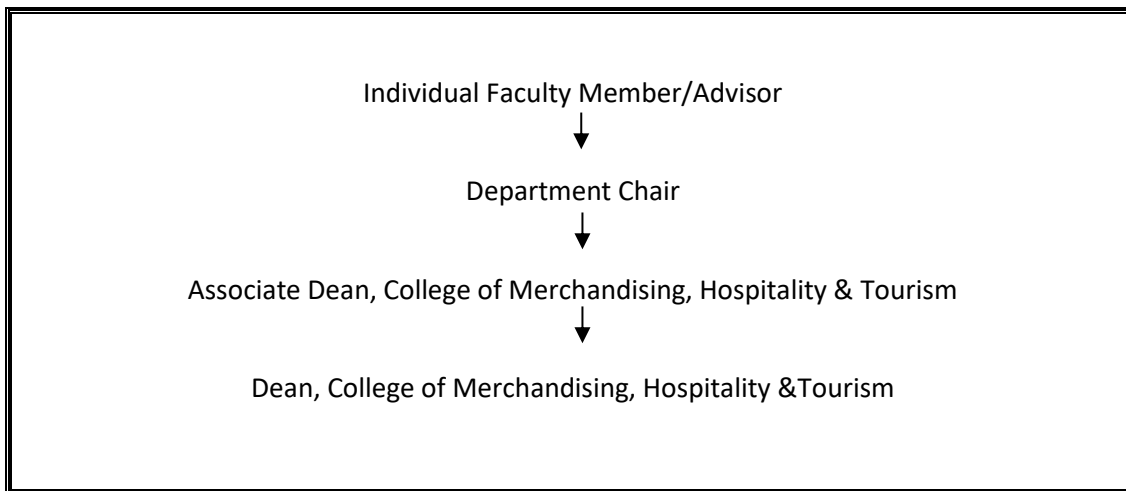 Individual Faculty Member/Advisor
Department Chair
Associate Dean, College of Merchandising, Hospitality & Tourism
Dean, College of Merchandising, Hospitality &Tourism